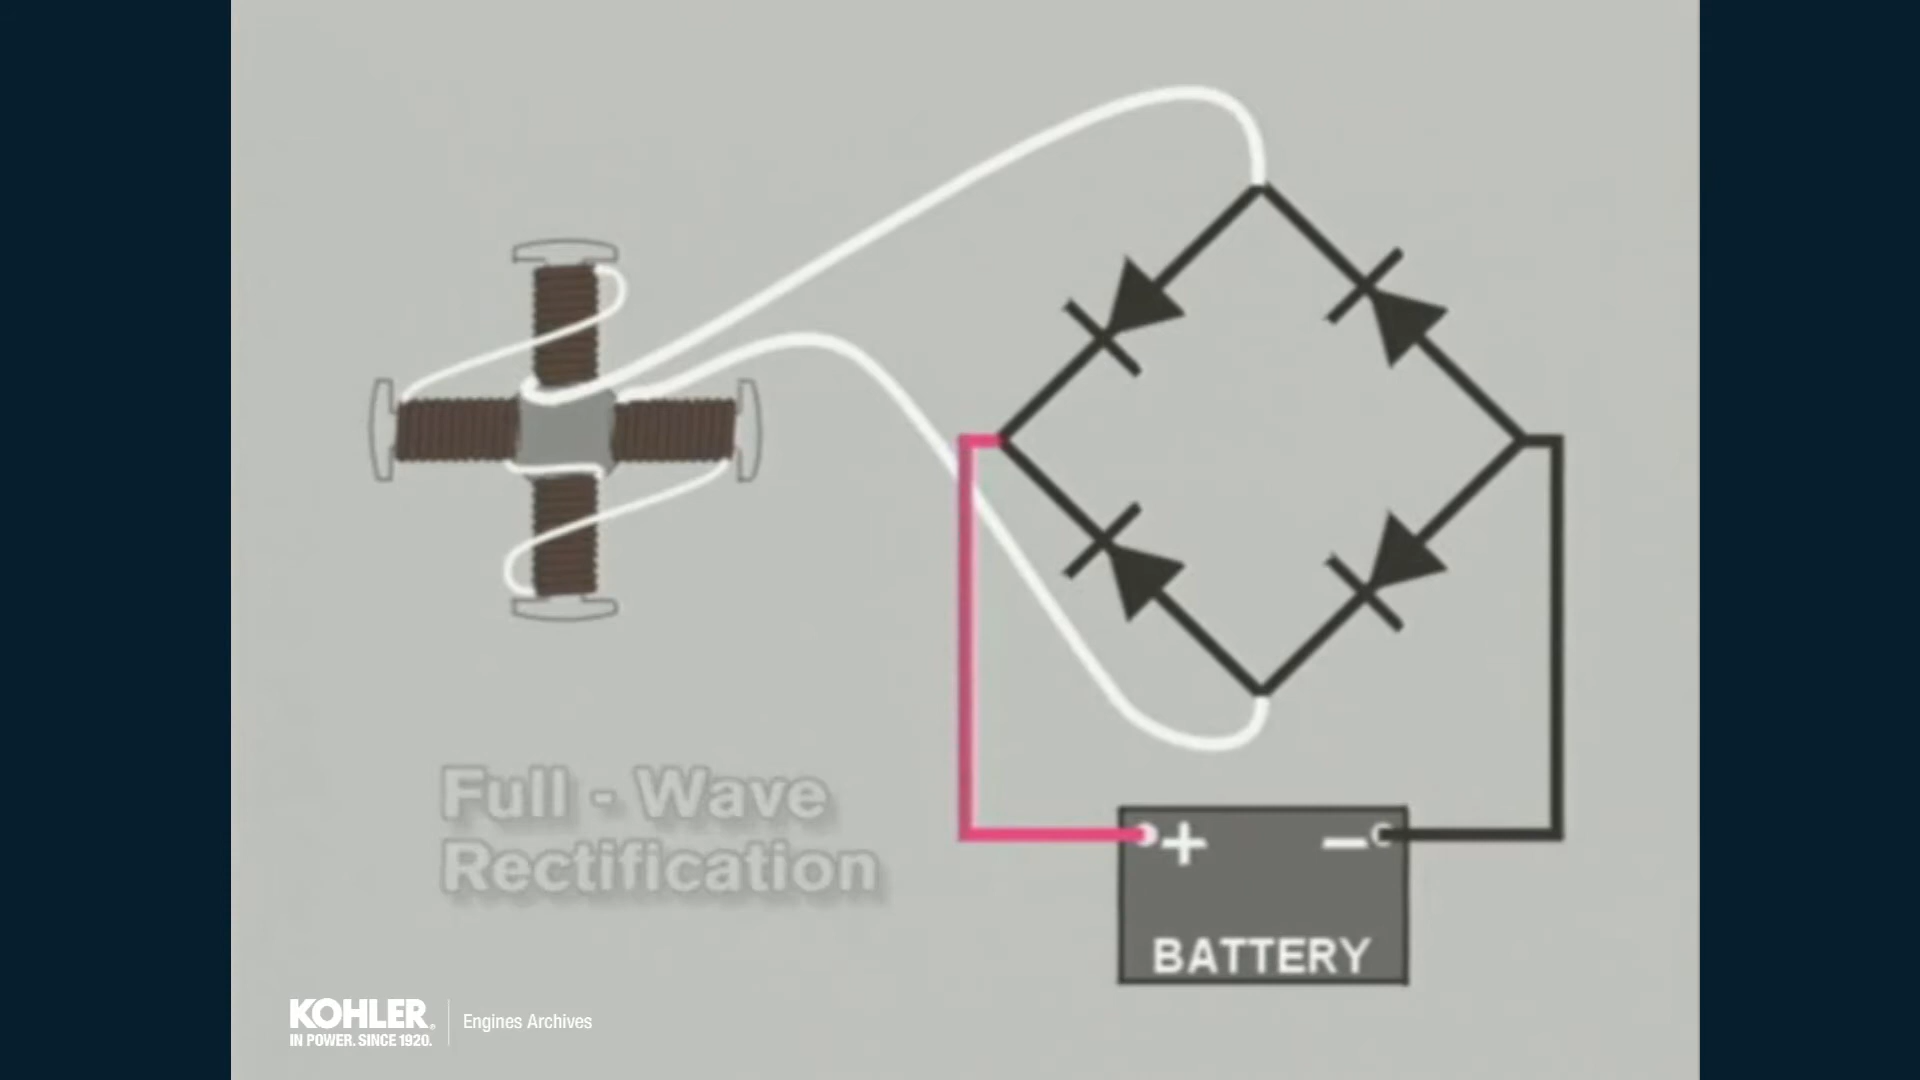 + –
BATTERY
Full - Wave
Rectification
KOHLER®
IN POWER. SINCE 1920.
Engines Archives